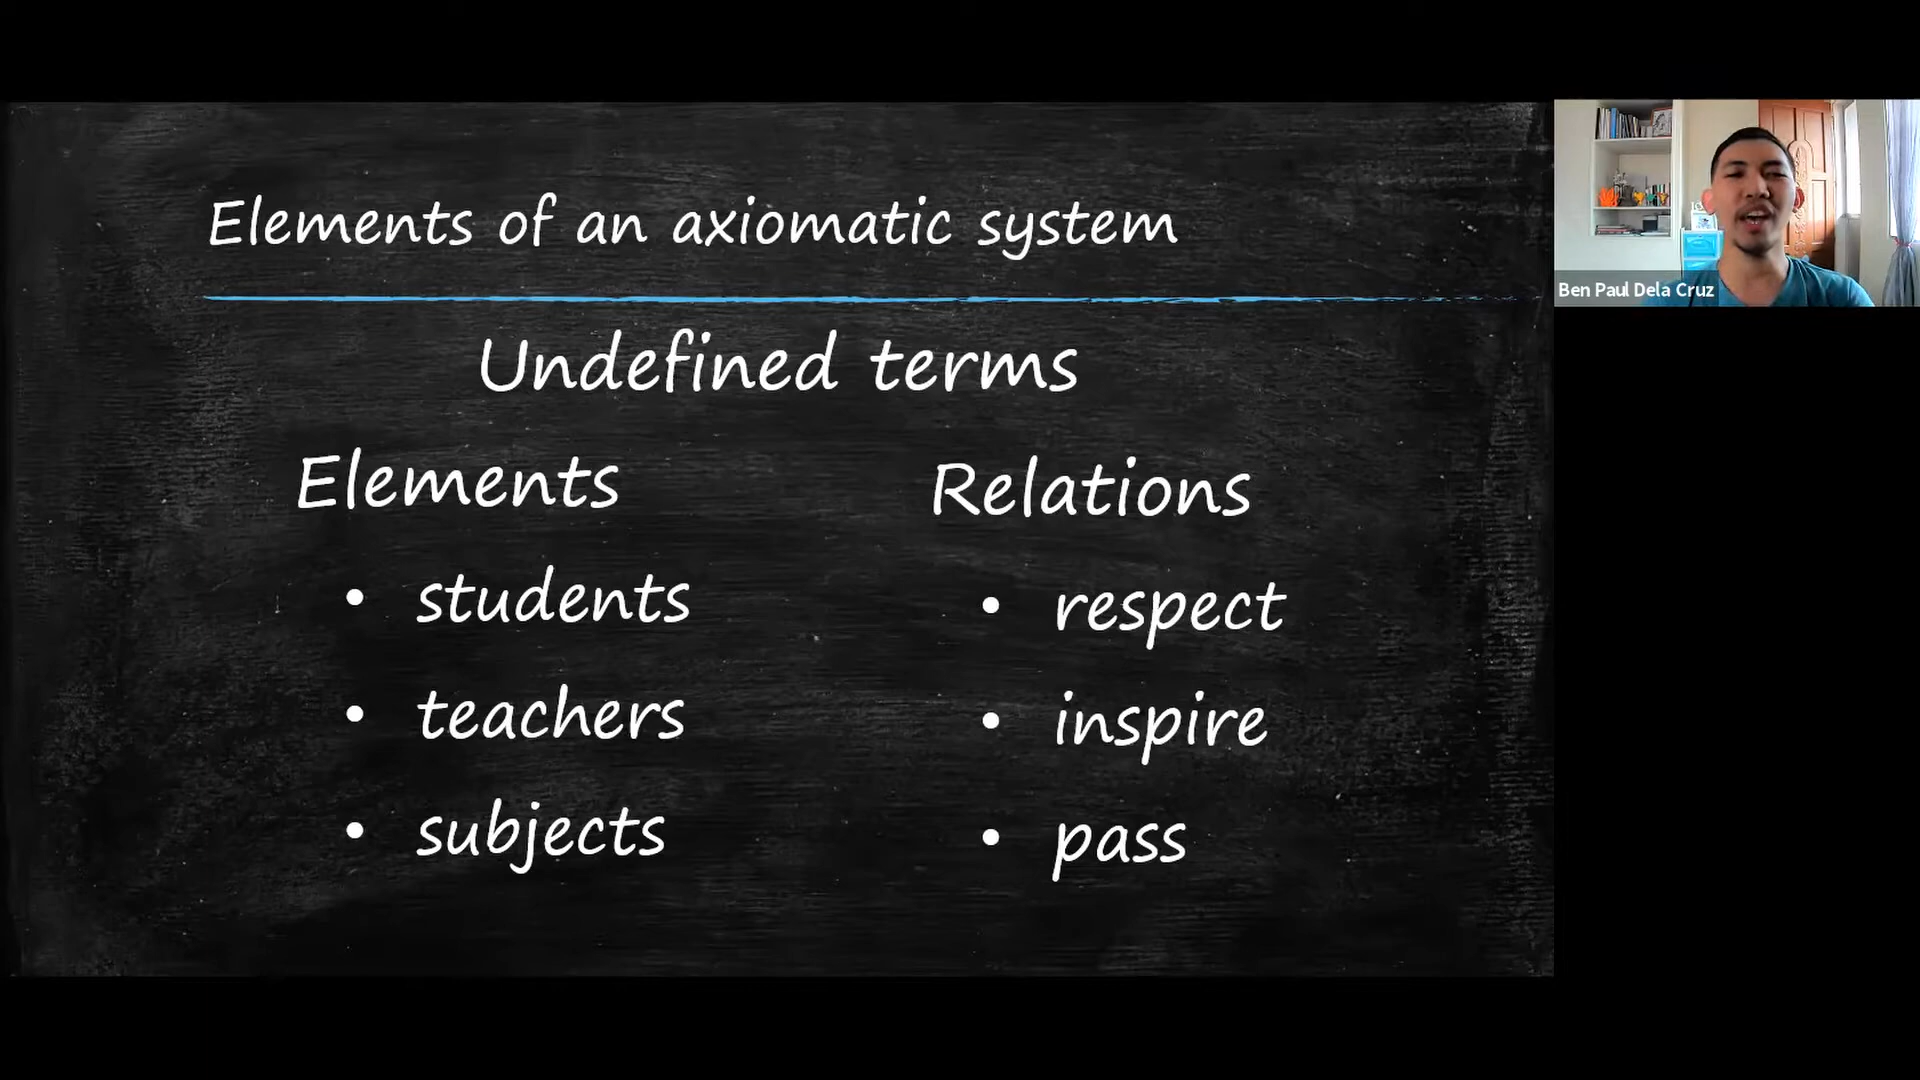 Elements of an axiomatic system
Undefined terms
Elements
• students
• teachers
• subjects
Relations
• respect
• inspire
• pass
Ben Paul Dela Cruz